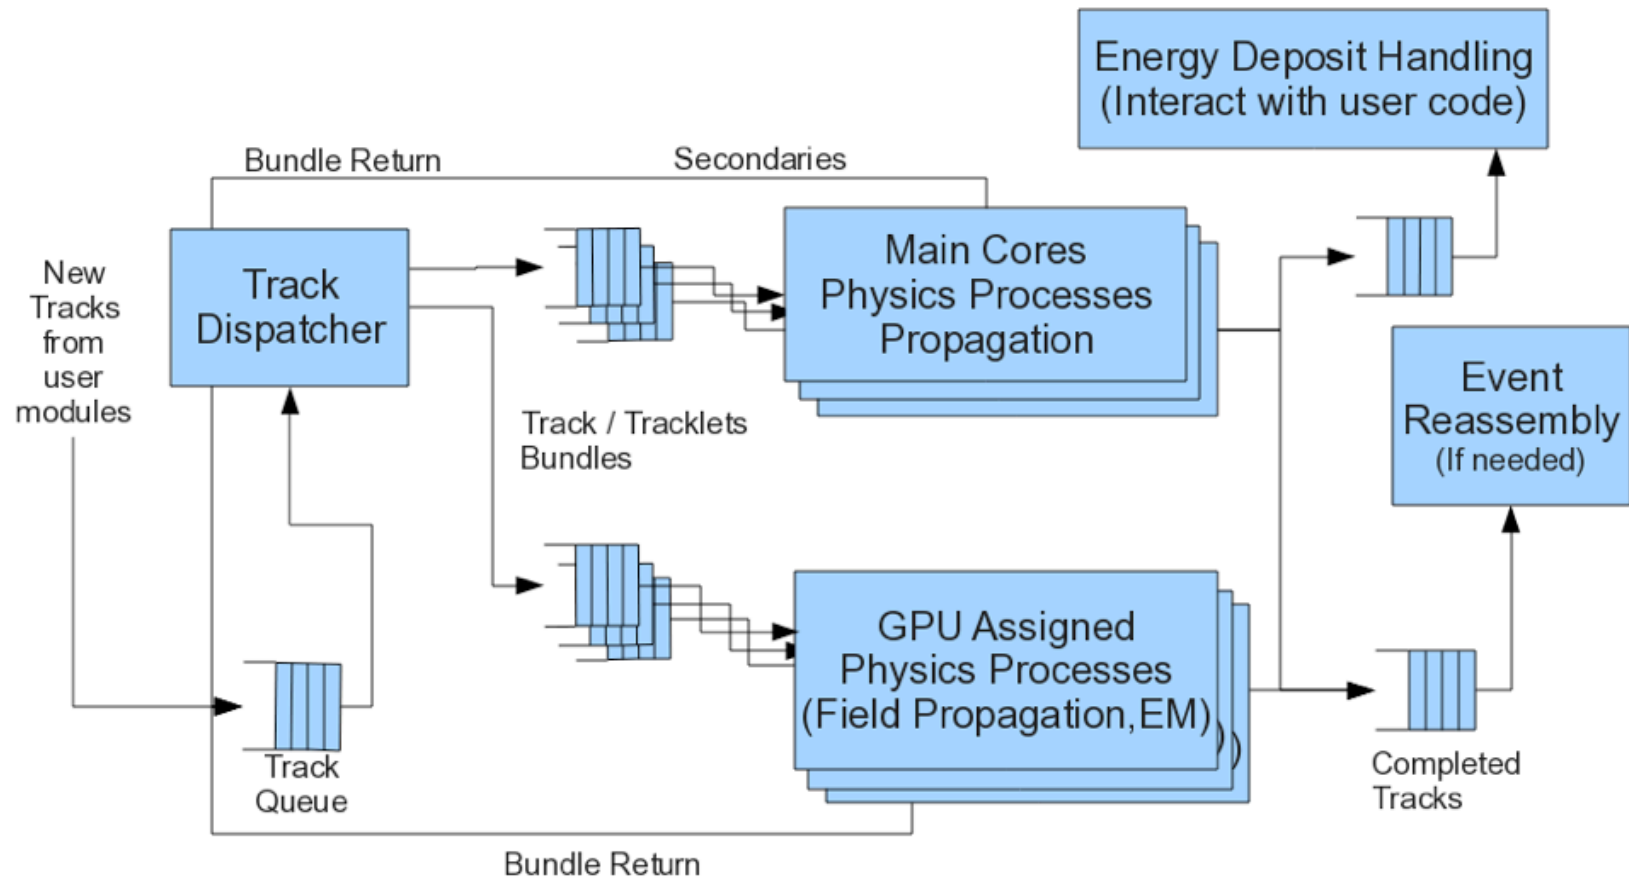 Energy Deposit Handling
(Interact with user code)
Bundle Return
Secondaries
New
Tracks
from
user
modules
Track
Dispatcher
Main Cores
Physics Processes
Propagation
Event
Reassembly
(If needed)
Track / Tracklets
Bundles
GPU Assigned
Physics Processes
(Field Propagation,EM)
)
)
Track
Queue
Completed
Tracks
Bundle Return